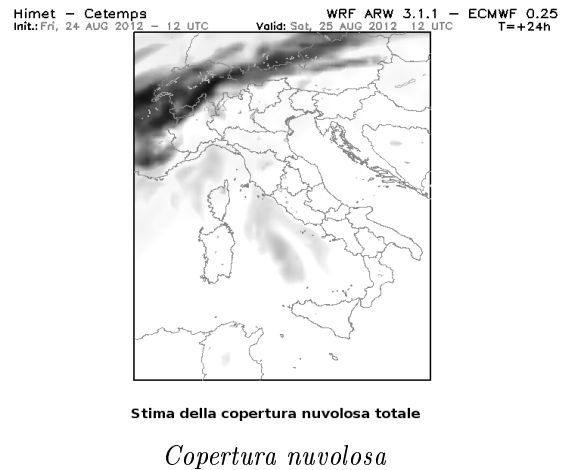 Himet – Cetemps WRF ARW 3.1.1 – ECMWF 0.25
Init.: Fri, 24 AUG 2012 – 12 UTC Valid: Sat, 25 AUG 2012 12 UTC T=+24h
Stima della copertura nuvolosa totale
Copertura nuvolosa